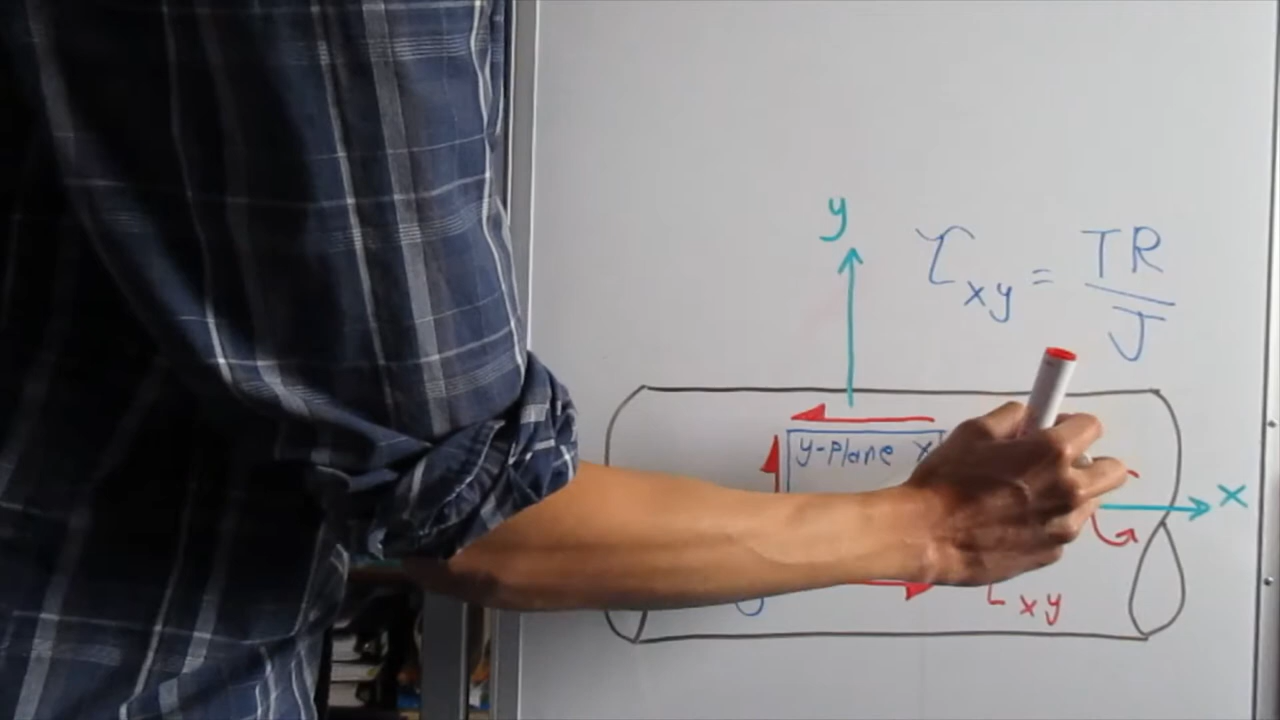 y
τxy = TR/J
y-plane x
x
τxy